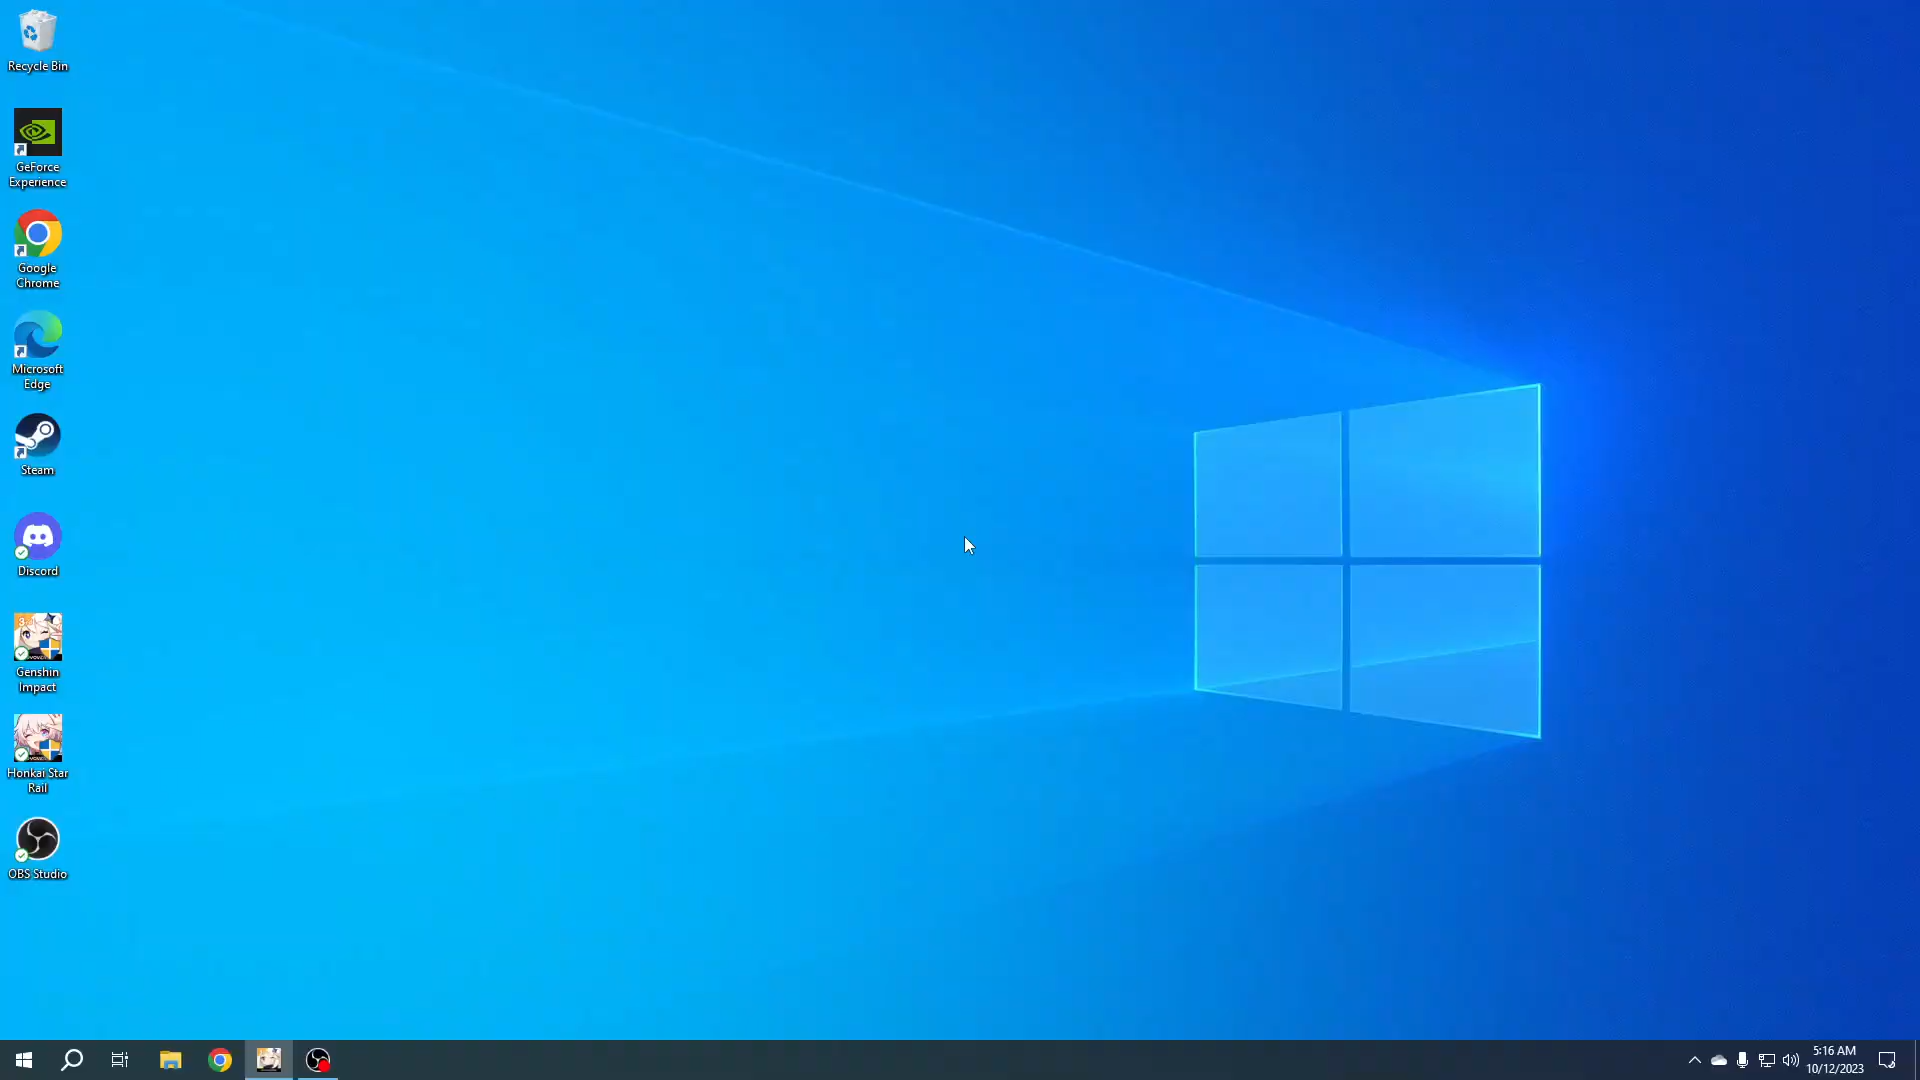 Recycle Bin
GeForce
Experience
Google
Chrome
Microsoft
Edge
Steam
Discord
Genshin
Impact
Honkai Star
Rail
OBS Studio
5:16 AM
10/12/2023